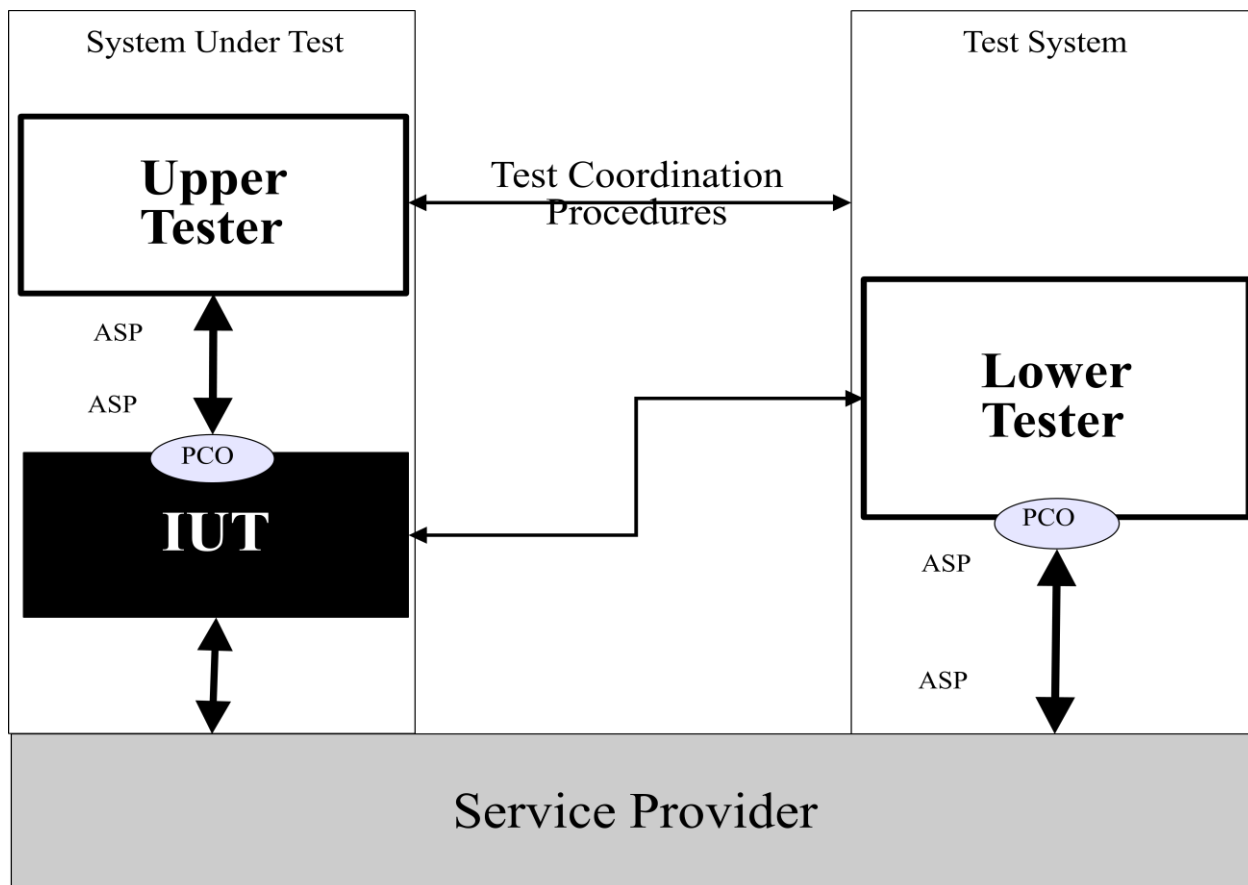 System Under Test
Test System
Upper
Tester
Test Coordination
Procedures
ASP
ASP
PCO
IUT
Lower
Tester
PCO
ASP
ASP
Service Provider